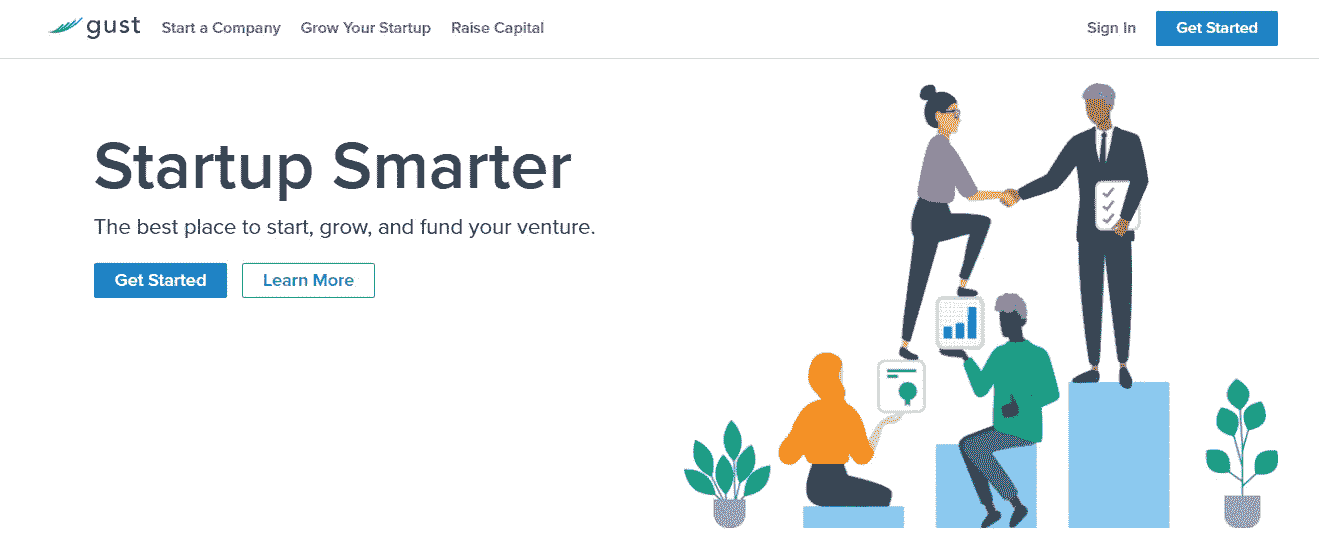 gust Start a Company Grow Your Startup Raise Capital Sign In Get Started
Startup Smarter
The best place to start, grow, and fund your venture.
Get Started Learn More